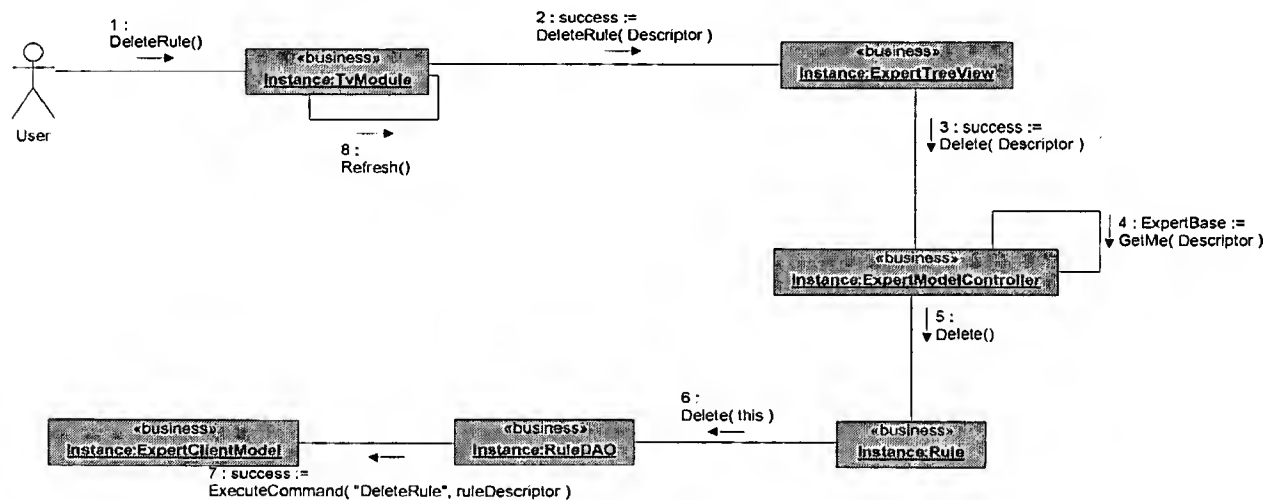 1 :
DeleteRule()
2 : success :=
DeleteRule( Descriptor )
«business»
Instance:TvModule
«business»
Instance:ExpertTreeView
User
8 :
Refresh()
3 : success :=
Delete( Descriptor )
4 : ExpertBase :=
GetMe( Descriptor )
«business»
Instance:ExpertModelController
5 :
Delete()
6 :
Delete( this )
«business»
Instance:ExpertClientModel
«business»
Instance:RuleDAO
«business»
Instance:Rule
7 : success :=
ExecuteCommand( "DeleteRule", ruleDescriptor )